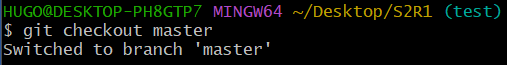 HUGO@DESKTOP-PH8GTP7 MINGW64 ~/Desktop/S2R1 (test)
$ git checkout master
Switched to branch 'master'